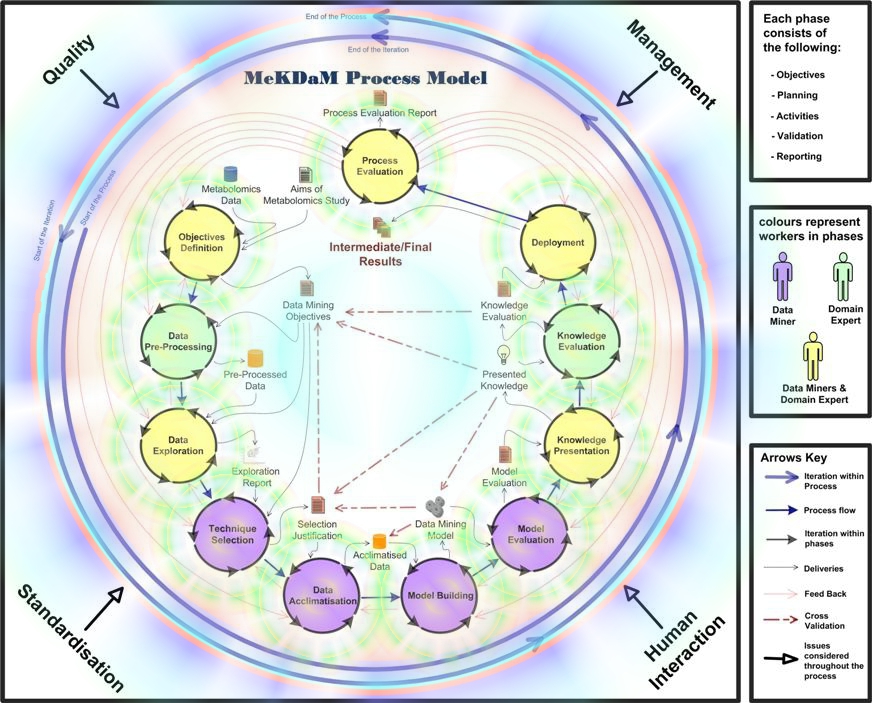 End of the Process
End of the Iteration
Quality
Management
MeKDaM Process Model
Process Evaluation Report
Process
Evaluation
Metabolomics
Data
Aims of
Metabolomics Study
Start of the Process
Start of the Iteration
Objectives
Definition
Intermediate/Final
Results
Deployment
Data Mining
Objectives
Knowledge
Evaluation
Data
Pre-Processing
Knowledge
Evaluation
Pre-Processed
Data
Presented
Knowledge
Data
Exploration
Knowledge
Presentation
Exploration
Report
Model
Evaluation
Technique
Selection
Selection
Justification
Data Mining
Model
Model
Evaluation
Acclimatised
Data
Data
Acclimatisation
Model Building
Standardisation
Human
Interaction
Each phase
consists of
the following:
- Objectives
- Planning
- Activities
- Validation
- Reporting
colours represent
workers in phases
Data
Miner
Domain
Expert
Data Miners &
Domain Expert
Arrows Key
Iteration within
Process
Process flow
Iteration within
phases
Deliveries
Feed Back
Cross
Validation
Issues
considered
throughout the
process